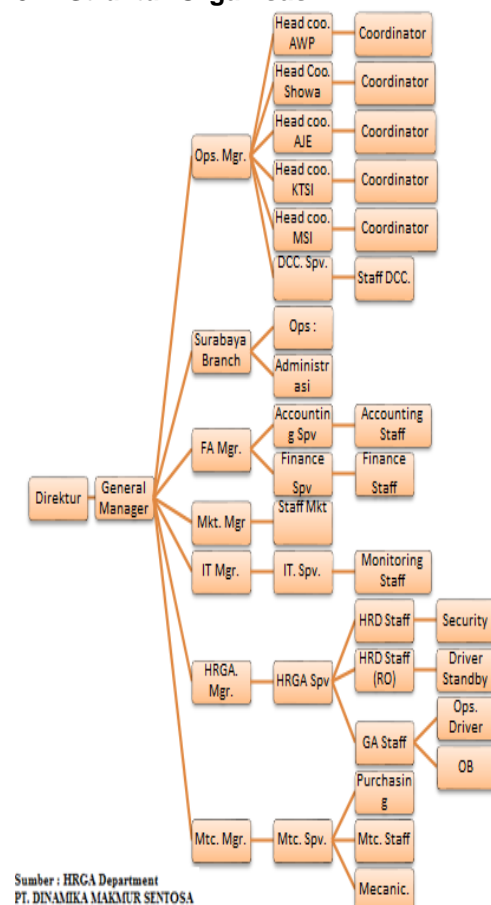 Head coo.
AWP
Coordinator
Head Coo.
Showa
Coordinator
Head coo.
AJE
Coordinator
Ops. Mgr.
Head coo.
KTSI
Coordinator
Head coo.
MSI
Coordinator
DCC. Spv.
Staff DCC.
Surabaya
Branch
Ops :
Administr
asi
FA Mgr.
Accountin
g Spv
Accounting
Staff
Finance
Spv
Finance
Staff
Direktur
General
Manager
Mkt. Mgr
Staff Mkt
IT Mgr.
IT. Spv.
Monitoring
Staff
HRGA.
Mgr.
HRGA Spv
HRD Staff
Security
HRD Staff
(RO)
Driver
Standby
GA Staff
Ops.
Driver
OB
Mtc. Mgr.
Mtc. Spv.
Purchasin
g
Mtc. Staff
Mecanic.
Sumber : HRGA Department
PT. DINAMIKA MAKMUR SENTOSA